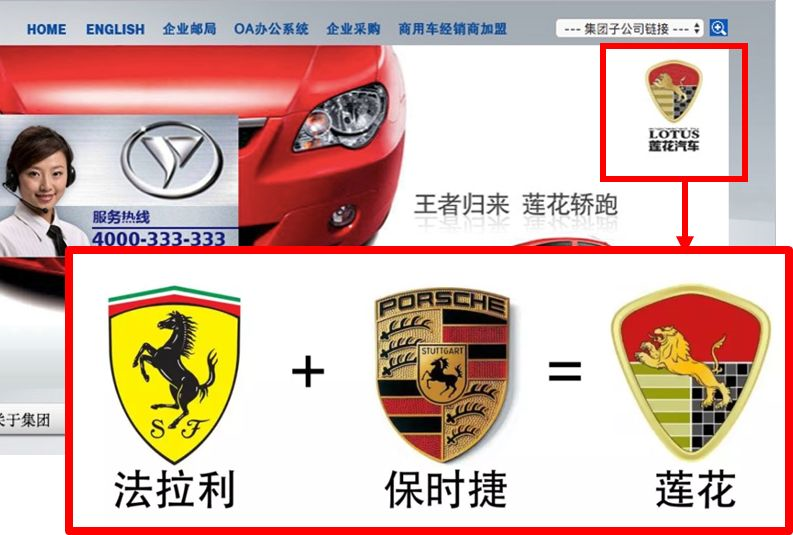 HOME ENGLISH 企业邮局 OA办公系统 企业采购 商用车经销商加盟 --- 集团子公司链接 ---
LOTUS
莲花汽车
王者归来 莲花轿跑
服务热线
4000-333-333
关于集团
PORSCHE
STUTTGART
S F
+ =
法拉利 保时捷 莲花